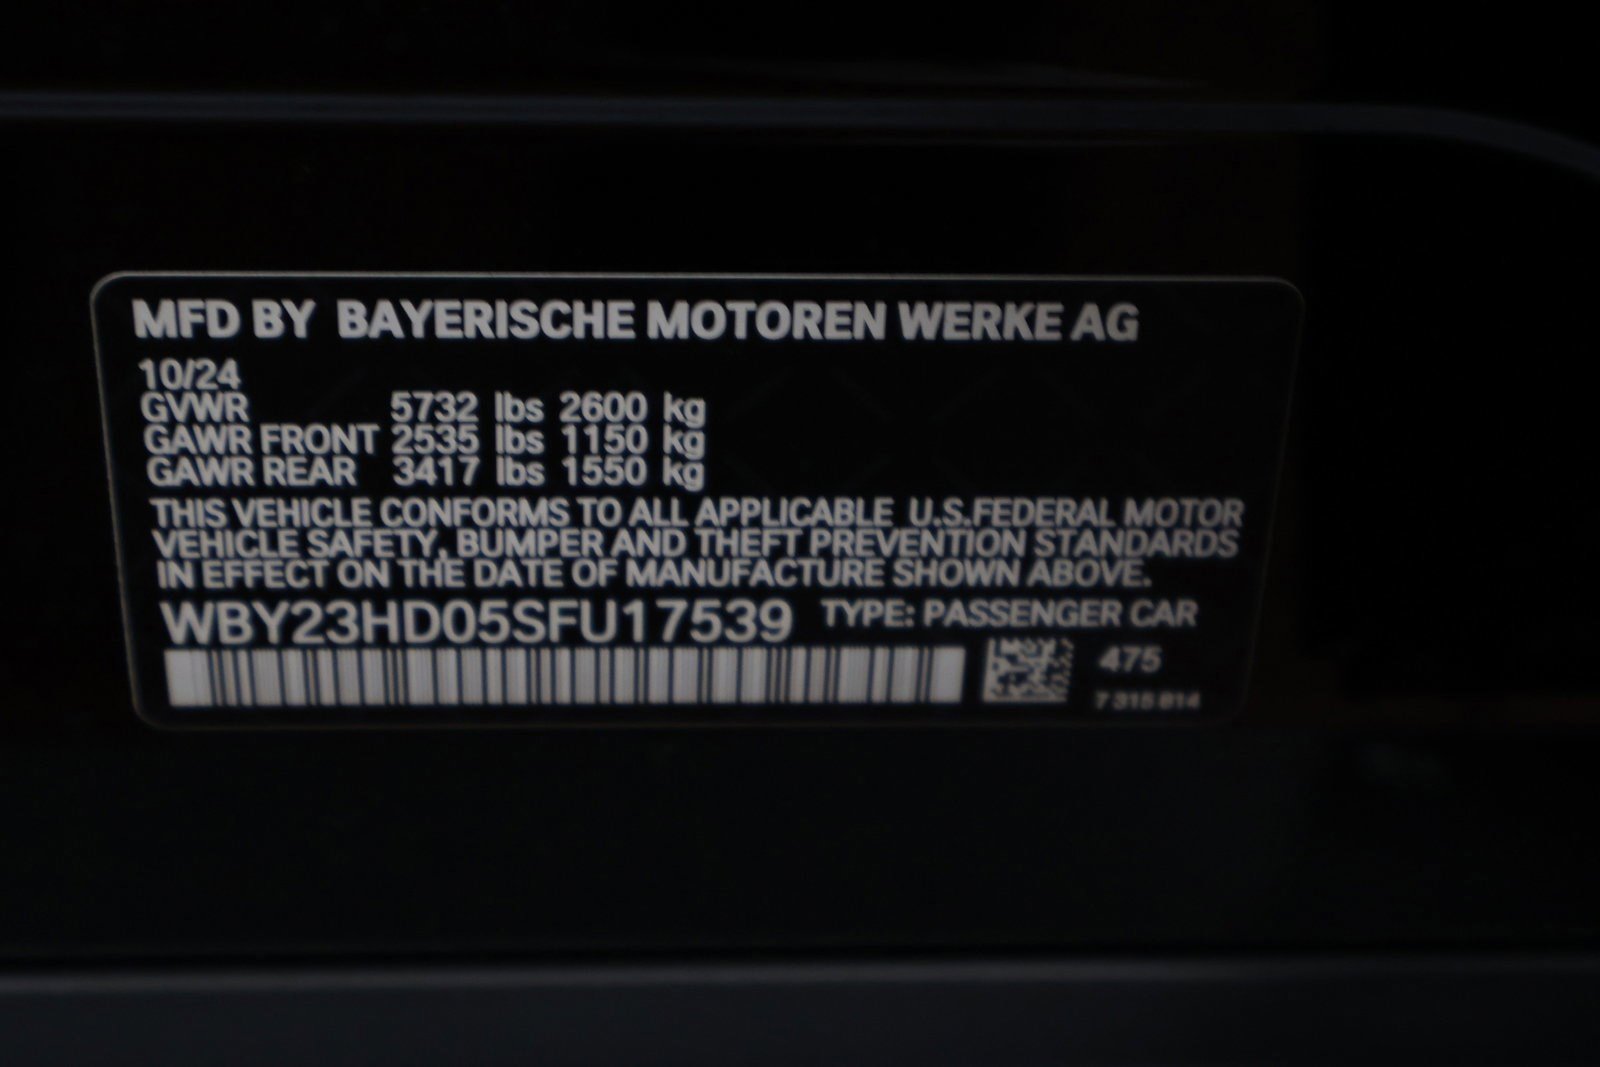 MFD BY BAYERISCHE MOTOREN WERKE AG
10/24
GVWR 5732 lbs 2600 kg
GAWR FRONT 2535 lbs 1150 kg
GAWR REAR 3417 lbs 1550 kg
THIS VEHICLE CONFORMS TO ALL APPLICABLE U.S.FEDERAL MOTOR
VEHICLE SAFETY, BUMPER AND THEFT PREVENTION STANDARDS
IN EFFECT ON THE DATE OF MANUFACTURE SHOWN ABOVE.
WBY23HD05SFU17539 TYPE: PASSENGER CAR
475
7 315 814